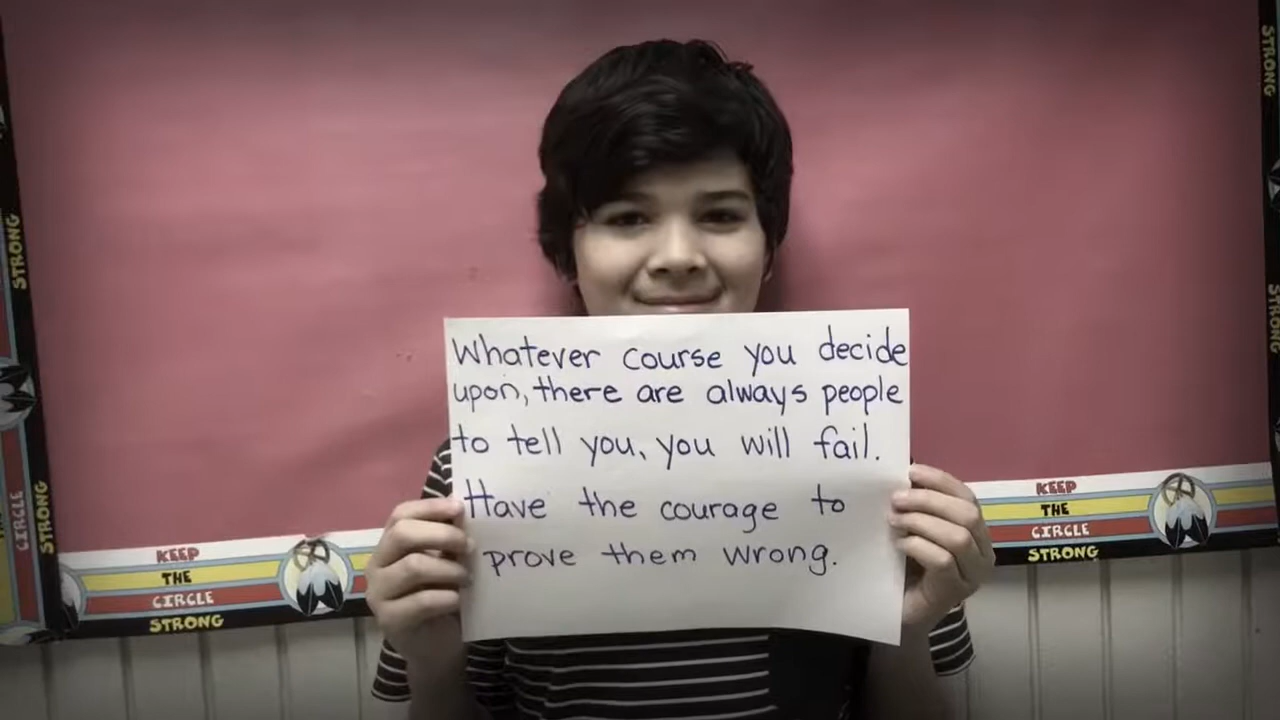 Whatever course you decide
upon, there are always people
to tell you, you will fail.
Have the courage to
prove them wrong.
KEEP
THE
CIRCLE
STRONG
KEEP
THE
CIRCLE
STRONG
STRONG
CIRCLE
STRONG
STRONG
STRONG